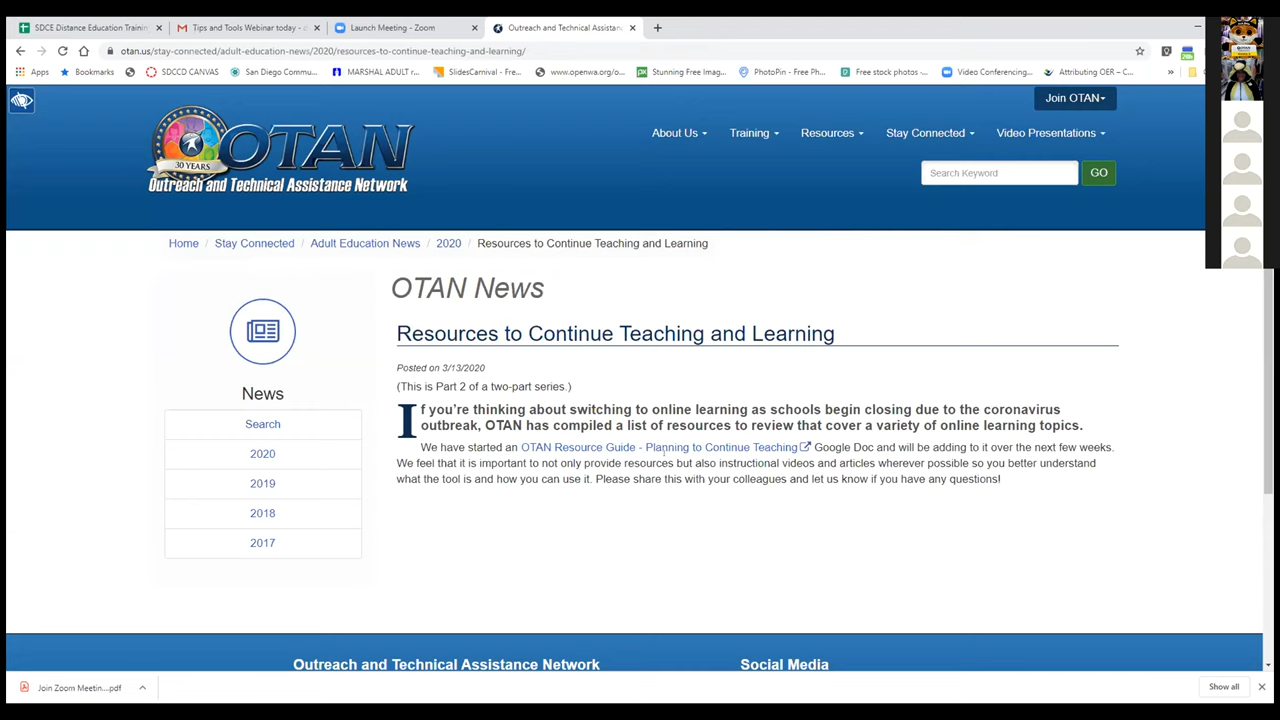 SDCE Distance Education Trainin
Tips and Tools Webinar today - d
Launch Meeting - Zoom
Outreach and Technical Assistan
otan.us/stay-connected/adult-education-news/2020/resources-to-continue-teaching-and-learning/
Apps
Bookmarks
SDCCD CANVAS
San Diego Commu...
MARSHAL ADULT r...
SlidesCarnival - Fre...
www.openwa.org/o...
Stunning Free Imag...
PhotoPin - Free Ph...
Free stock photos -...
Video Conferencing...
Attributing OER – C...
»
Join OTAN
OTAN
30 YEARS
Outreach and Technical Assistance Network
About Us
Training
Resources
Stay Connected
Video Presentations
Search Keyword
GO
Home / Stay Connected / Adult Education News / 2020 / Resources to Continue Teaching and Learning
OTAN News
Resources to Continue Teaching and Learning
Posted on 3/13/2020
(This is Part 2 of a two-part series.)
If you're thinking about switching to online learning as schools begin closing due to the coronavirus
outbreak, OTAN has compiled a list of resources to review that cover a variety of online learning topics.
We have started an OTAN Resource Guide - Planning to Continue Teaching Google Doc and will be adding to it over the next few weeks.
We feel that it is important to not only provide resources but also instructional videos and articles wherever possible so you better understand
what the tool is and how you can use it. Please share this with your colleagues and let us know if you have any questions!
News
Search
2020
2019
2018
2017
Outreach and Technical Assistance Network
Social Media
Join Zoom Meetin....pdf
Show all